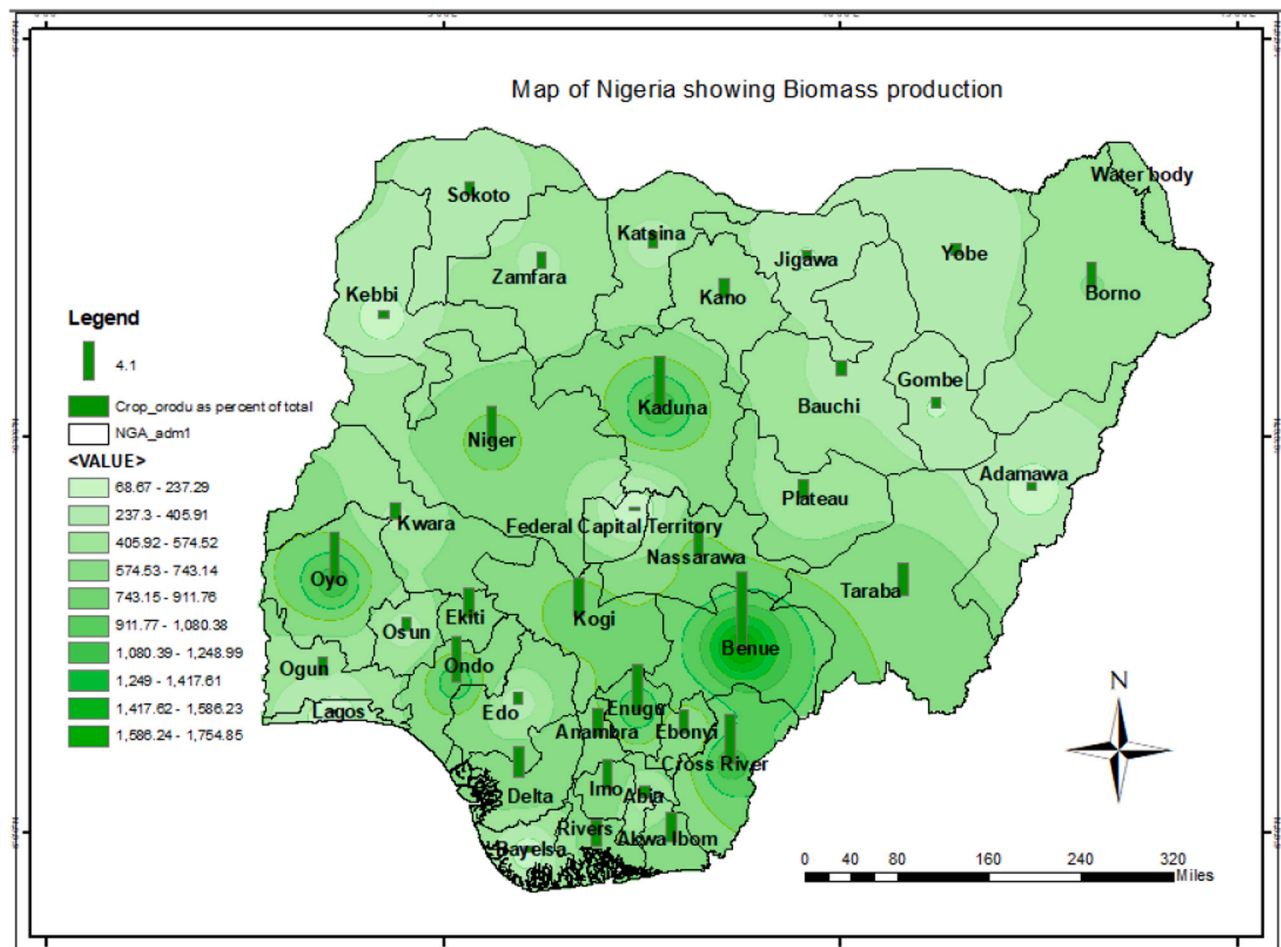 Map of Nigeria showing Biomass production
Water body
Sokoto
Katsina
Zamfara
Jigawa
Yobe
Kano
Kebbi
Borno
Legend
4.1
Crop_orodu as percent of total
NGA_adm1
<VALUE>
68.67 - 237.29
237.3 - 405.91
405.92 - 574.52
574.53 - 743.14
743.15 - 911.76
911.77 - 1,080.38
1,080.39 - 1,248.99
1,249 - 1,417.61
1,417.62 - 1,586.23
1,586.24 - 1,754.85
Gombe
Kaduna
Bauchi
Niger
Adamawa
Plateau
Kwara
Federal Capital Territory
Nassarawa
Oyo
Taraba
Ekiti
Kogi
Osun
Benue
Ogun
Ondo
Lagos
Edo
Enugu
Anambra
Ebonyi
Cross River
Imo
Abia
Delta
Rivers
Akwa Ibom
Bayelsa
N
0 40 80 160 240 320
Miles